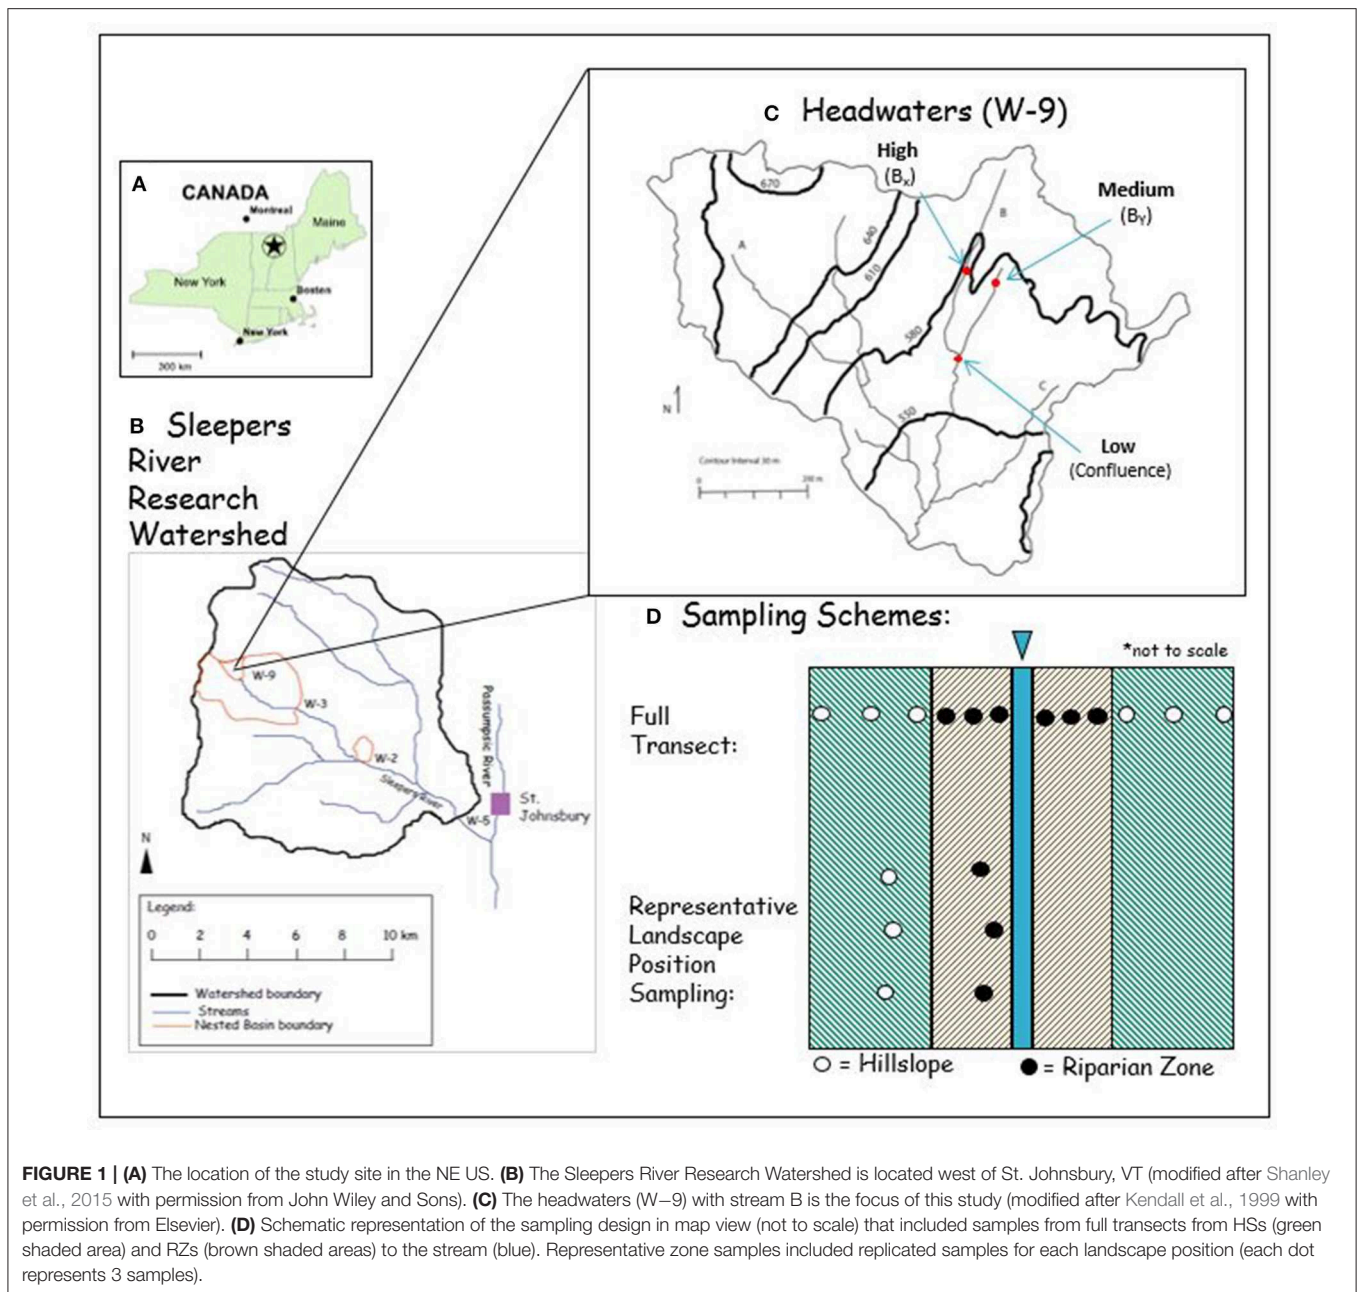 C Headwaters (W-9)
High
(Bx)
Medium
(BY)
670
640
610
580
550
A
B
C
N
Contour Interval 30 m
0
200 m
Low
(Confluence)
A
CANADA
Montreal
Maine
New York
Boston
New York
300 km
B Sleepers
River
Research
Watershed
W-9
W-3
W-2
W-5
Sleepers River
Passumpsic River
St.
Johnsbury
N
Legend:
0 2 4 6 8 10 km
Watershed boundary
Streams
Nested Basin boundary
D Sampling Schemes:
*not to scale
Full
Transect:
Representative
Landscape
Position
Sampling:
= Hillslope
= Riparian Zone
FIGURE 1 | (A) The location of the study site in the NE US. (B) The Sleepers River Research Watershed is located west of St. Johnsbury, VT (modified after Shanley
et al., 2015 with permission from John Wiley and Sons). (C) The headwaters (W−9) with stream B is the focus of this study (modified after Kendall et al., 1999 with
permission from Elsevier). (D) Schematic representation of the sampling design in map view (not to scale) that included samples from full transects from HSs (green
shaded area) and RZs (brown shaded areas) to the stream (blue). Representative zone samples included replicated samples for each landscape position (each dot
represents 3 samples).